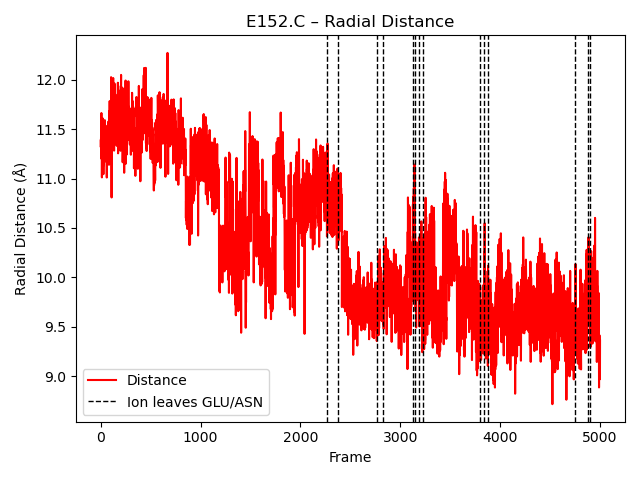 E152.C – Radial Distance
12.0
11.5
11.0
10.5
10.0
9.5
9.0
Radial Distance (Å)
Distance
Ion leaves GLU/ASN
0 1000 2000 3000 4000 5000
Frame